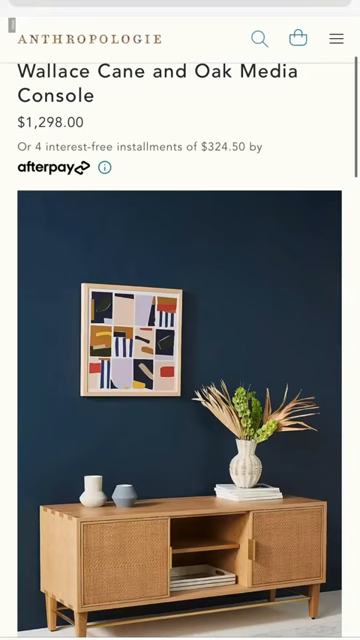 ANTHROPOLOGIE
Wallace Cane and Oak Media
Console
$1,298.00
Or 4 interest-free installments of $324.50 by
afterpay